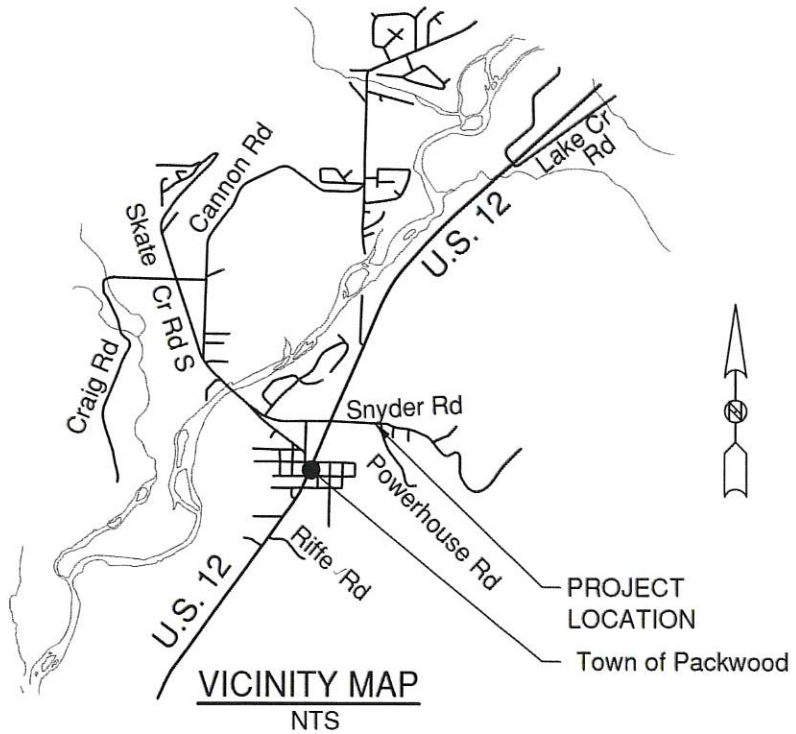 Lake Cr
Rd
Cannon Rd
U.S. 12
Skate
Cr Rd S
Craig Rd
Snyder Rd
Powerhouse Rd
Riffe Rd
U.S. 12
PROJECT
LOCATION
Town of Packwood
VICINITY MAP
NTS
N